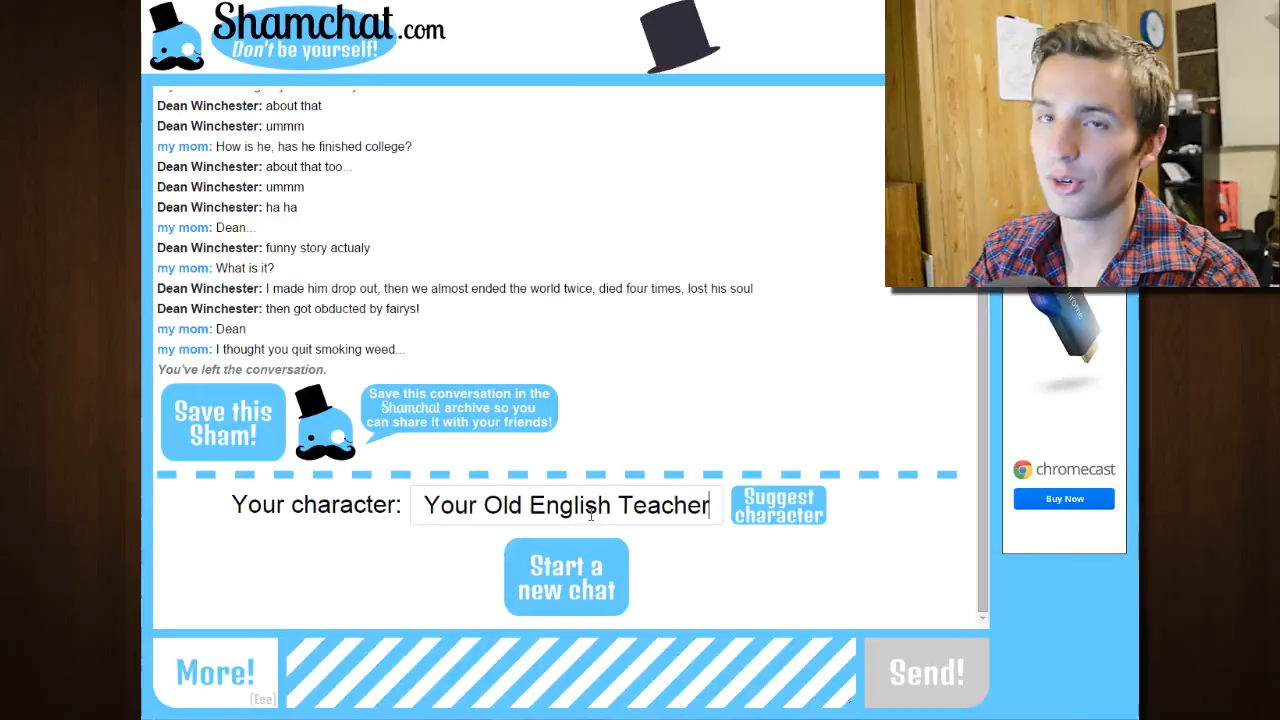 Shamchat.com
Don't be yourself!
Dean Winchester: about that
Dean Winchester: ummm
my mom: How is he, has he finished college?
Dean Winchester: about that too...
Dean Winchester: ummm
Dean Winchester: ha ha
my mom: Dean...
Dean Winchester: funny story actualy
my mom: What is it?
Dean Winchester: I made him drop out, then we almost ended the world twice, died four times, lost his soul
Dean Winchester: then got obducted by fairys!
my mom: Dean
my mom: I thought you quit smoking weed...
You've left the conversation.
Save this
Sham!
Save this conversation in the
Shamchat archive so you
can share it with your friends!
Your character: Your Old English Teacher
Suggest
character
Start a
new chat
chromecast
Buy Now
More!
(Esc)
Send!